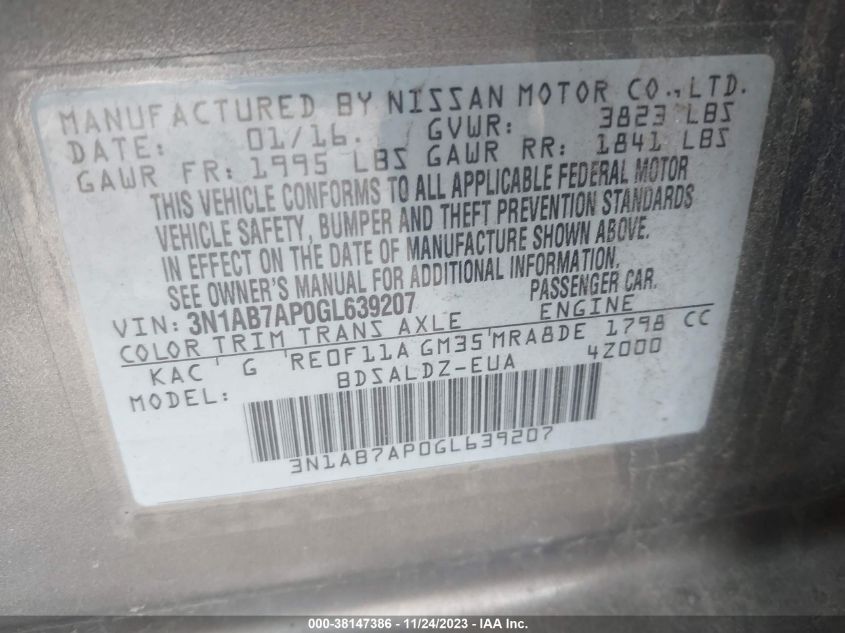 MANUFACTURED BY NISSAN MOTOR CO.,LTD.
DATE: 01/16. GVWR: 3823 LBS
GAWR FR: 1995 LBS GAWR RR: 1841 LBS
THIS VEHICLE CONFORMS TO ALL APPLICABLE FEDERAL MOTOR
VEHICLE SAFETY, BUMPER AND THEFT PREVENTION STANDARDS
IN EFFECT ON THE DATE OF MANUFACTURE SHOWN ABOVE.
SEE OWNER'S MANUAL FOR ADDITIONAL INFORMATION.
VIN: 3N1AB7AP0GL639207 PASSENGER CAR.
COLOR TRIM TRANS AXLE ENGINE
KAC G RE0F11A GM35 MRA8DE 1798 CC
MODEL: BDSALDZ-EUA 4Z000
3N1AB7AP0GL639207
000-38147386 - 11/24/2023 - IAA Inc.